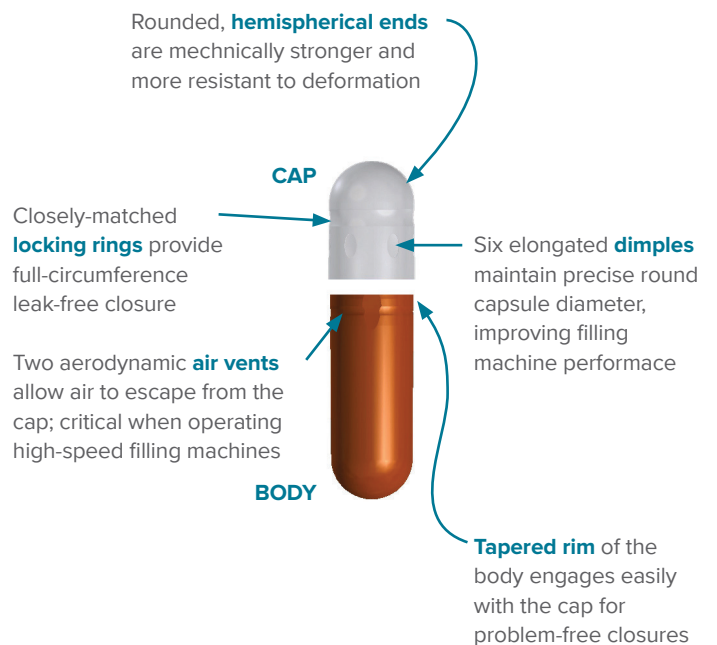 Rounded, hemispherical ends
are mechnically stronger and
more resistant to deformation
CAP
Closely-matched
locking rings provide
full-circumference
leak-free closure
Six elongated dimples
maintain precise round
capsule diameter,
improving filling
machine performace
Two aerodynamic air vents
allow air to escape from the
cap; critical when operating
high-speed filling machines
BODY
Tapered rim of the
body engages easily
with the cap for
problem-free closures